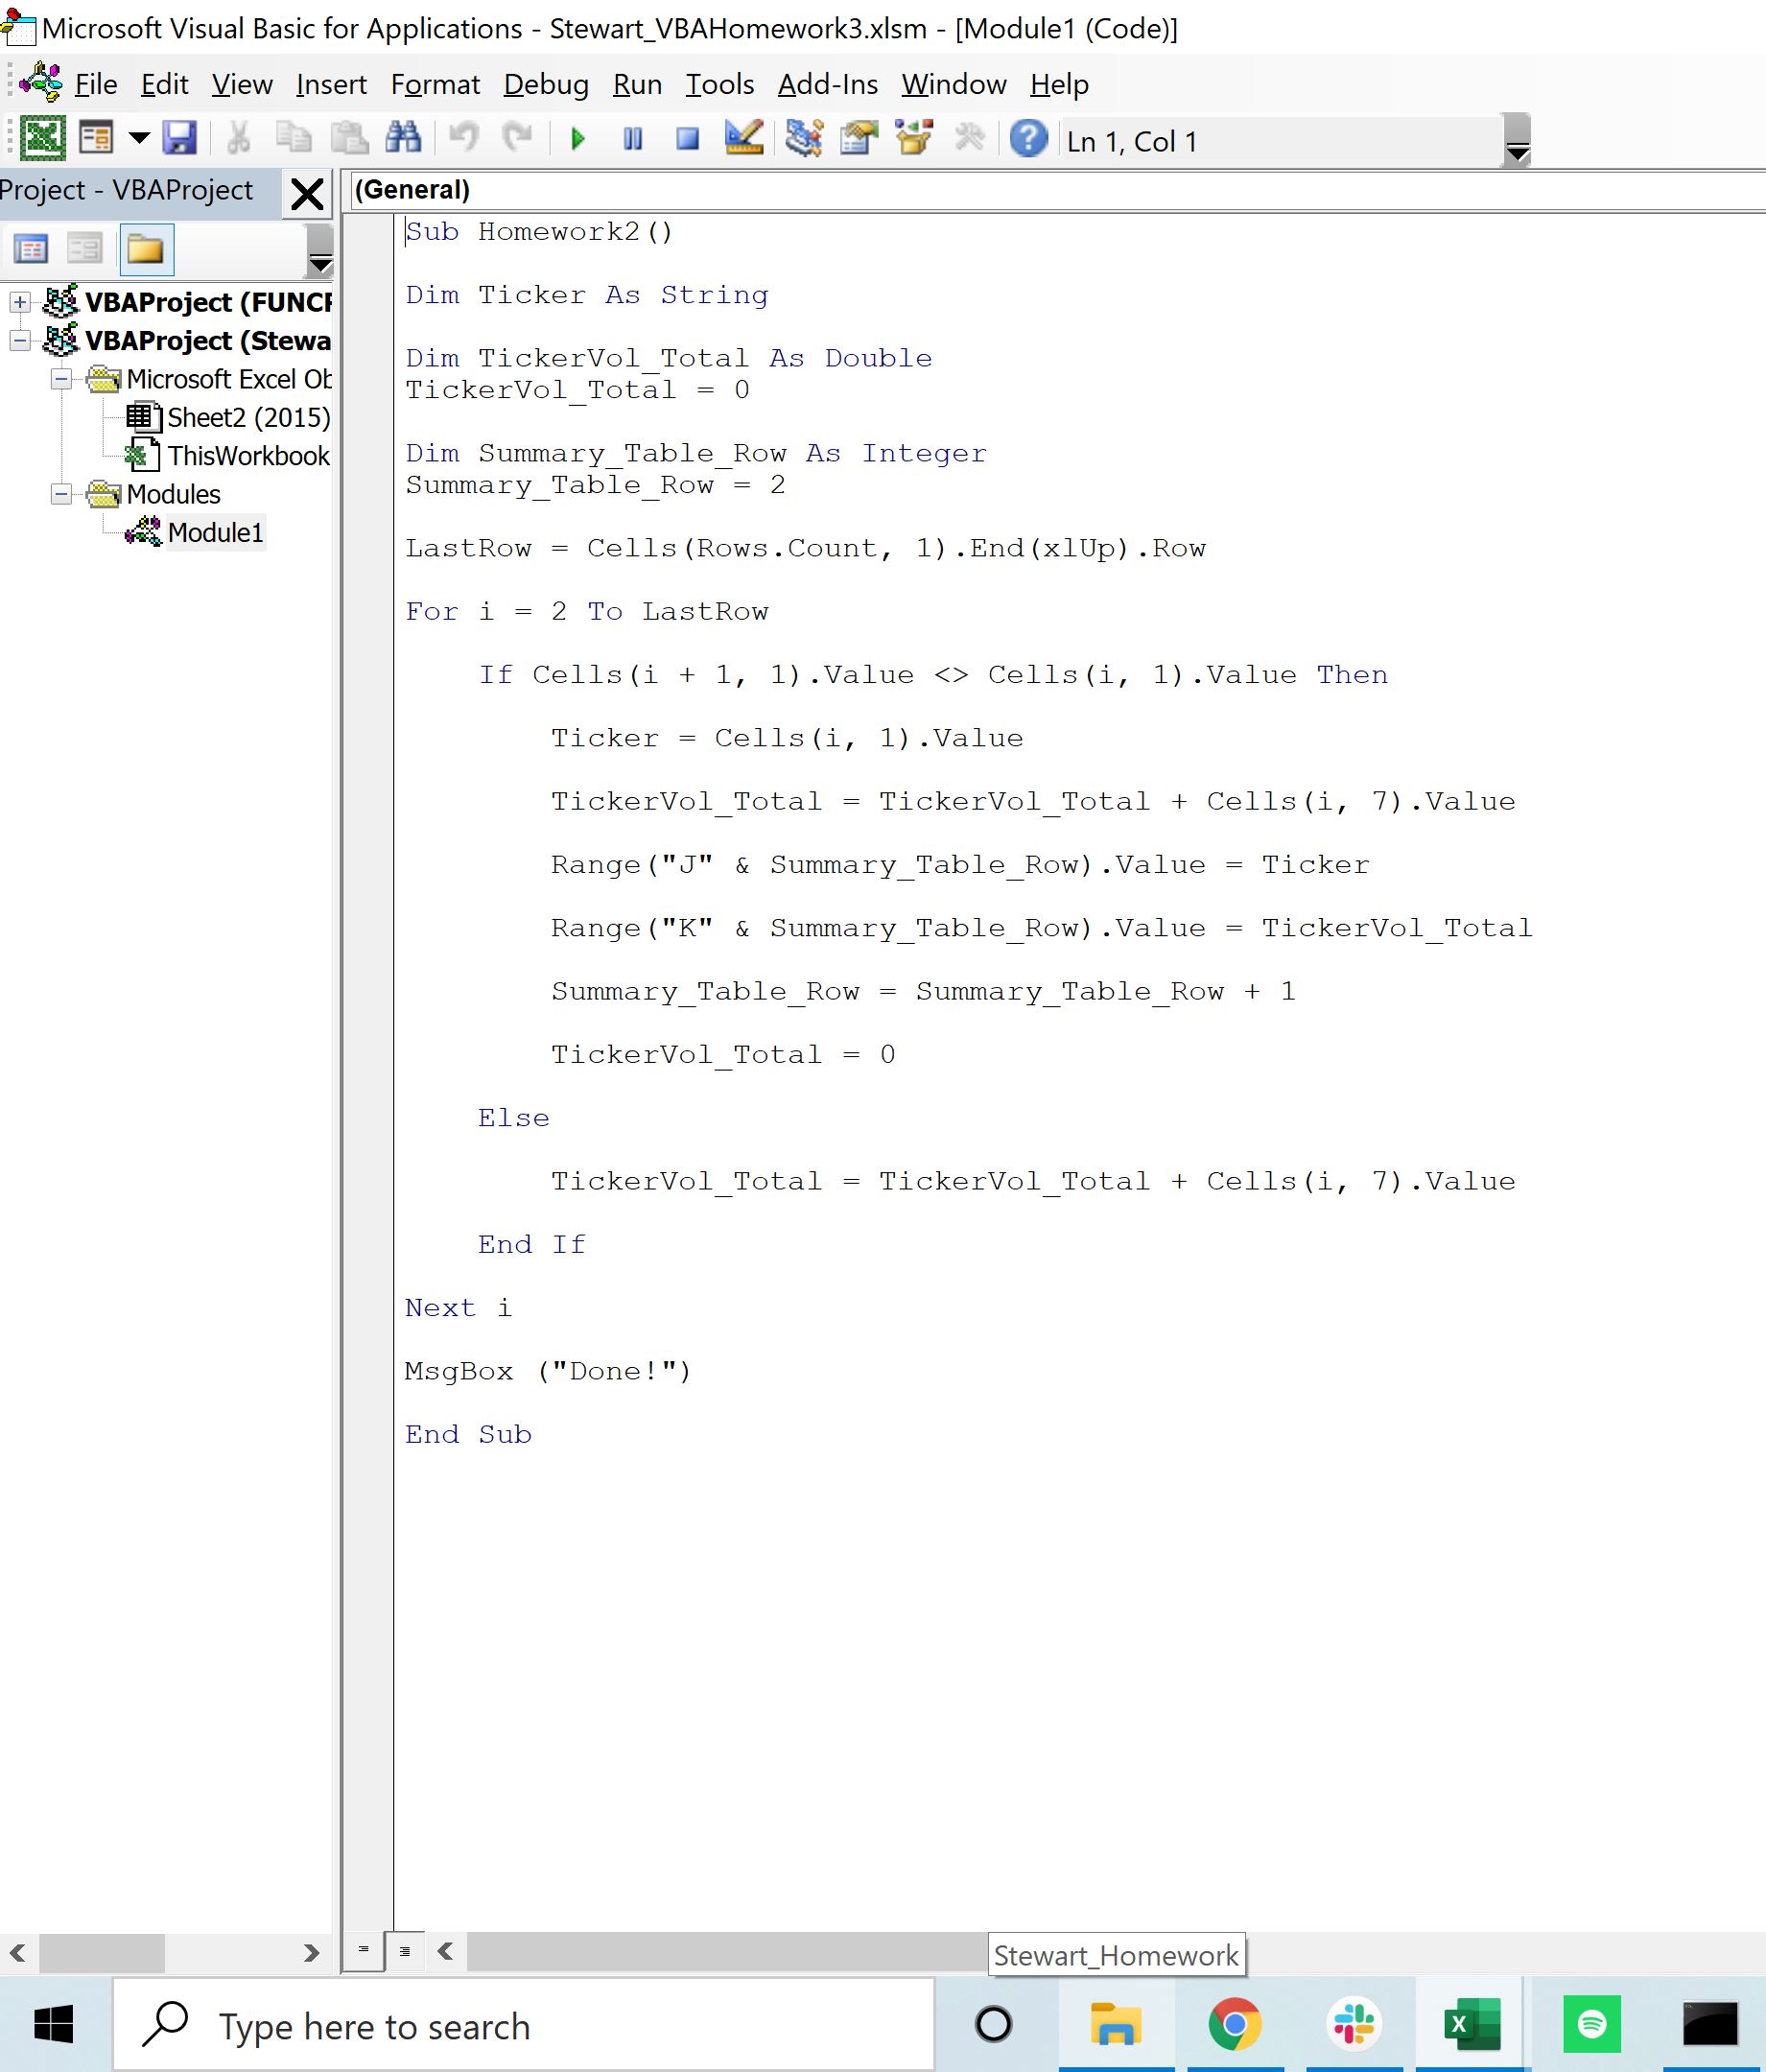 Microsoft Visual Basic for Applications - Stewart_VBAHomework3.xlsm - [Module1 (Code)]
File Edit View Insert Format Debug Run Tools Add-Ins Window Help
Ln 1, Col 1
Project - VBAProject
(General)
VBAProject (FUNCR
VBAProject (Stewa
Microsoft Excel Ob
Sheet2 (2015)
ThisWorkbook
Modules
Module1
Sub Homework2()
Dim Ticker As String
Dim TickerVol_Total As Double
TickerVol_Total = 0
Dim Summary_Table_Row As Integer
Summary_Table_Row = 2
LastRow = Cells(Rows.Count, 1).End(xlUp).Row
For i = 2 To LastRow
If Cells(i + 1, 1).Value <> Cells(i, 1).Value Then
Ticker = Cells(i, 1).Value
TickerVol_Total = TickerVol_Total + Cells(i, 7).Value
Range("J" & Summary_Table_Row).Value = Ticker
Range("K" & Summary_Table_Row).Value = TickerVol_Total
Summary_Table_Row = Summary_Table_Row + 1
TickerVol_Total = 0
Else
TickerVol_Total = TickerVol_Total + Cells(i, 7).Value
End If
Next i
MsgBox ("Done!")
End Sub
Stewart_Homework
Type here to search